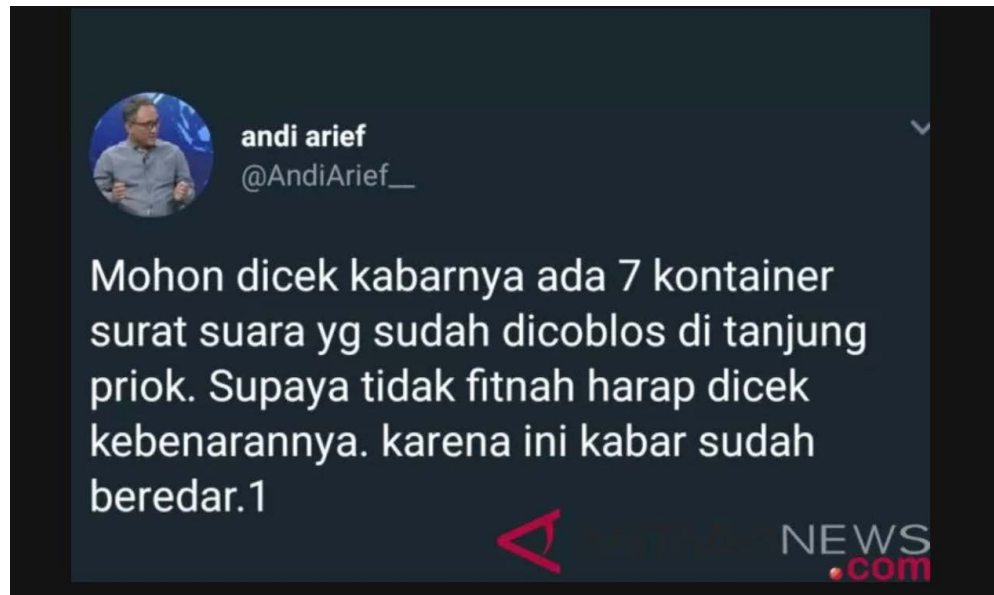 andi arief
@AndiArief__
Mohon dicek kabarnya ada 7 kontainer
surat suara yg sudah dicoblos di tanjung
priok. Supaya tidak fitnah harap dicek
kebenarannya. karena ini kabar sudah
beredar.1
NEWS
.com